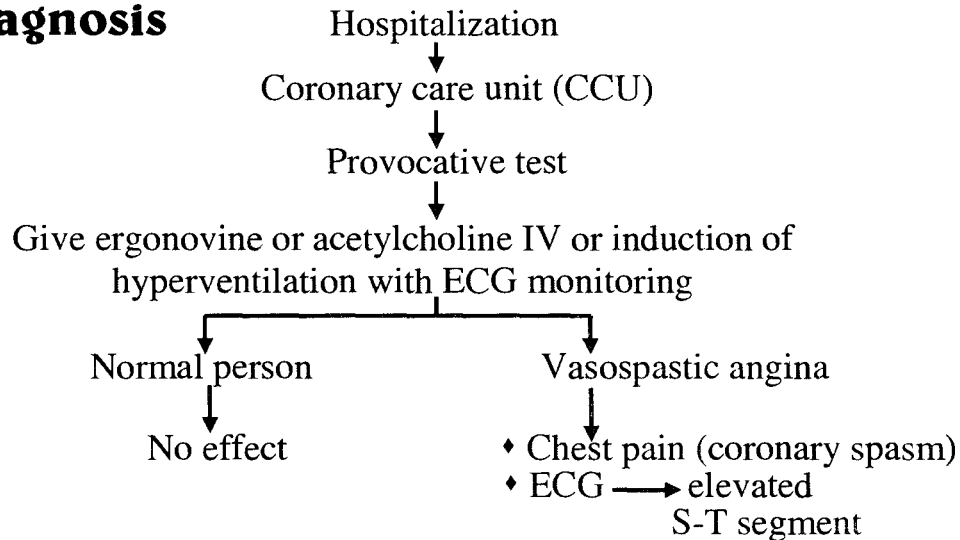 agnosis
Hospitalization
Coronary care unit (CCU)
Provocative test
Give ergonovine or acetylcholine IV or induction of
hyperventilation with ECG monitoring
Normal person
Vasospastic angina
No effect
♦ Chest pain (coronary spasm)
♦ ECG → elevated
S-T segment